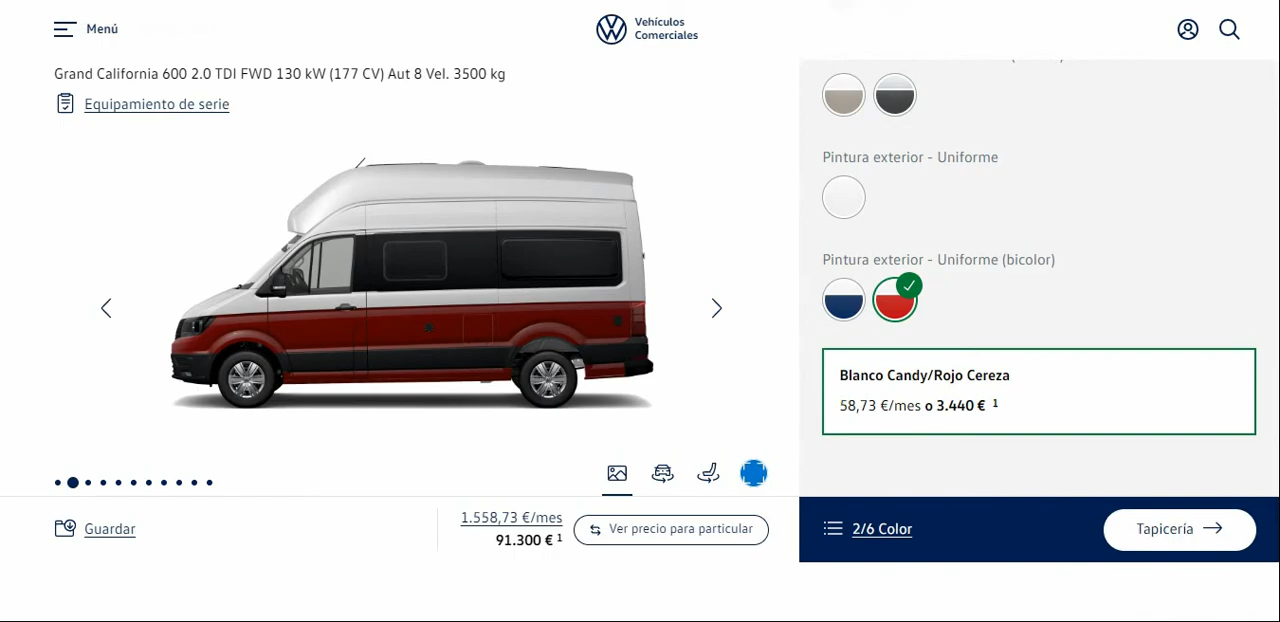 Menú
Vehículos
Comerciales
Grand California 600 2.0 TDI FWD 130 kW (177 CV) Aut 8 Vel. 3500 kg
Equipamiento de serie
Pintura exterior - Uniforme
Pintura exterior - Uniforme (bicolor)
Blanco Candy/Rojo Cereza
58,73 €/mes o 3.440 € 1
Guardar
1.558,73 €/mes
91.300 € 1
Ver precio para particular
2/6 Color
Tapicería